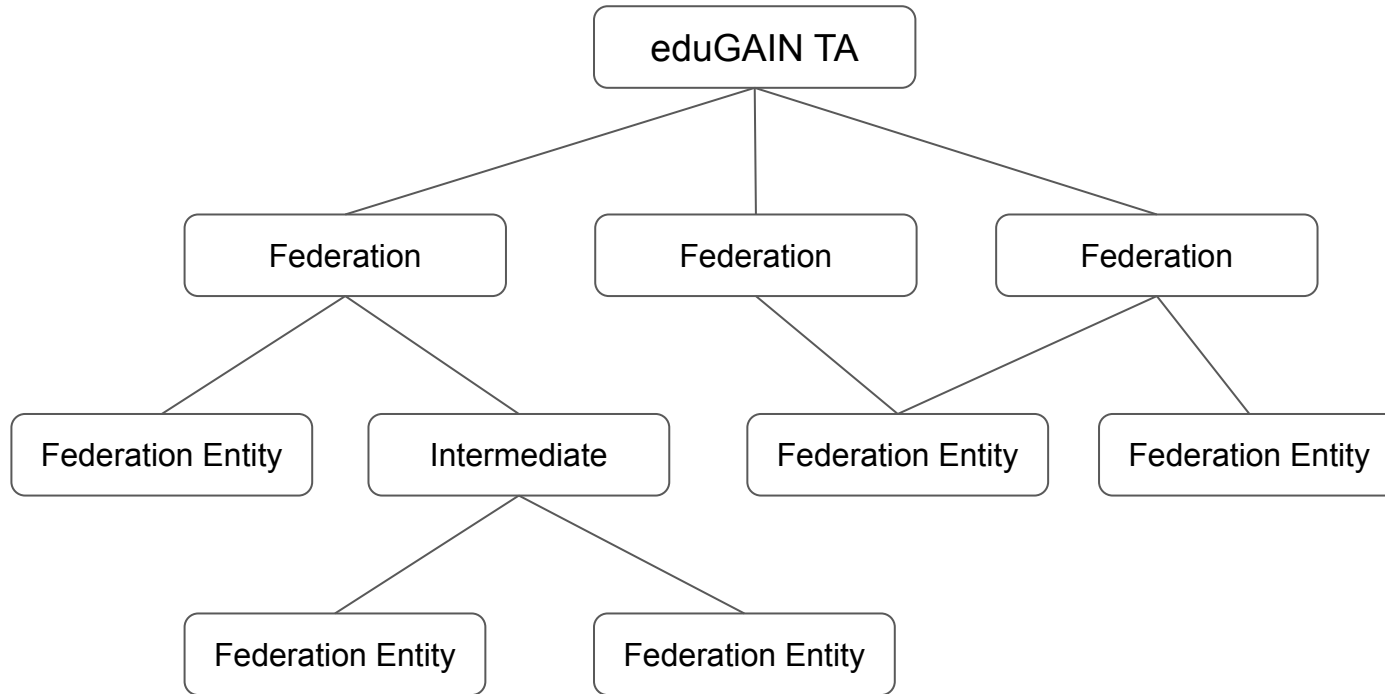 eduGAIN TA
Federation
Federation
Federation
Federation Entity
Intermediate
Federation Entity
Federation Entity
Federation Entity
Federation Entity